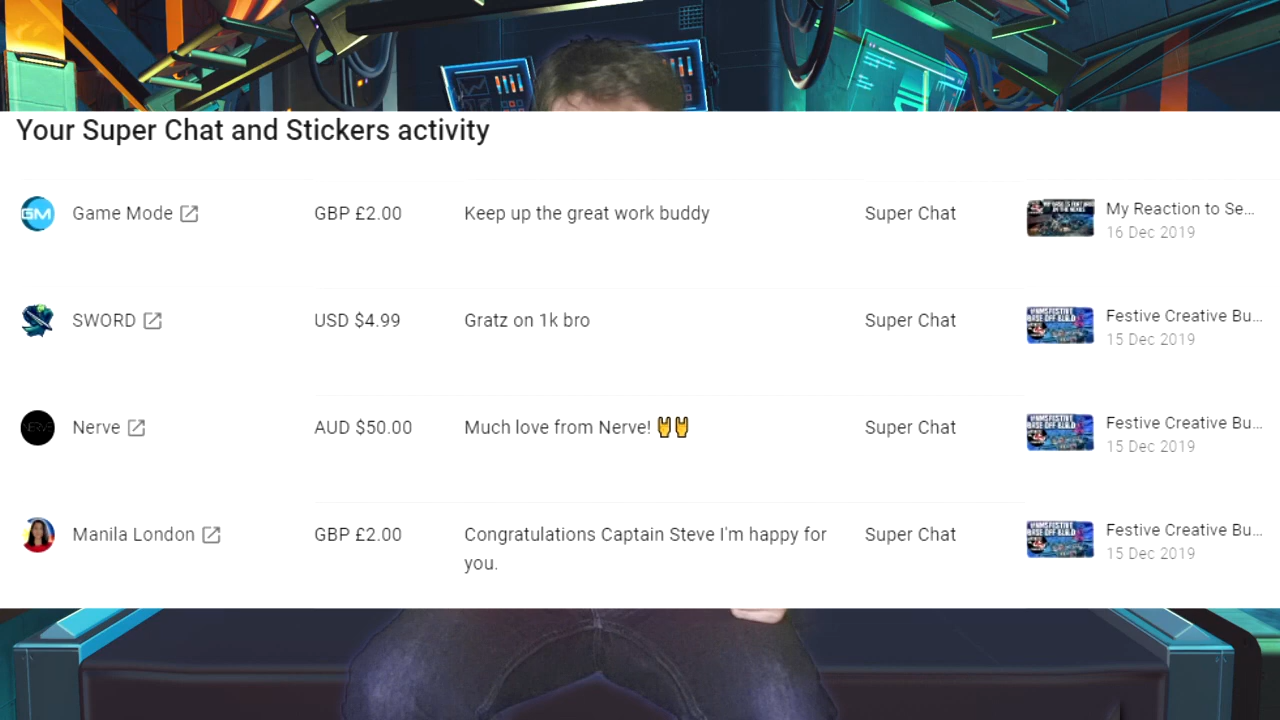 Your Super Chat and Stickers activity
GM Game Mode GBP £2.00 Keep up the great work buddy Super Chat My Reaction to Se...
16 Dec 2019
SWORD USD $4.99 Gratz on 1k bro Super Chat Festive Creative Bu...
15 Dec 2019
NERVE Nerve AUD $50.00 Much love from Nerve! 🤘🤘 Super Chat Festive Creative Bu...
15 Dec 2019
Manila London GBP £2.00 Congratulations Captain Steve I'm happy for Super Chat Festive Creative Bu...
you. 15 Dec 2019